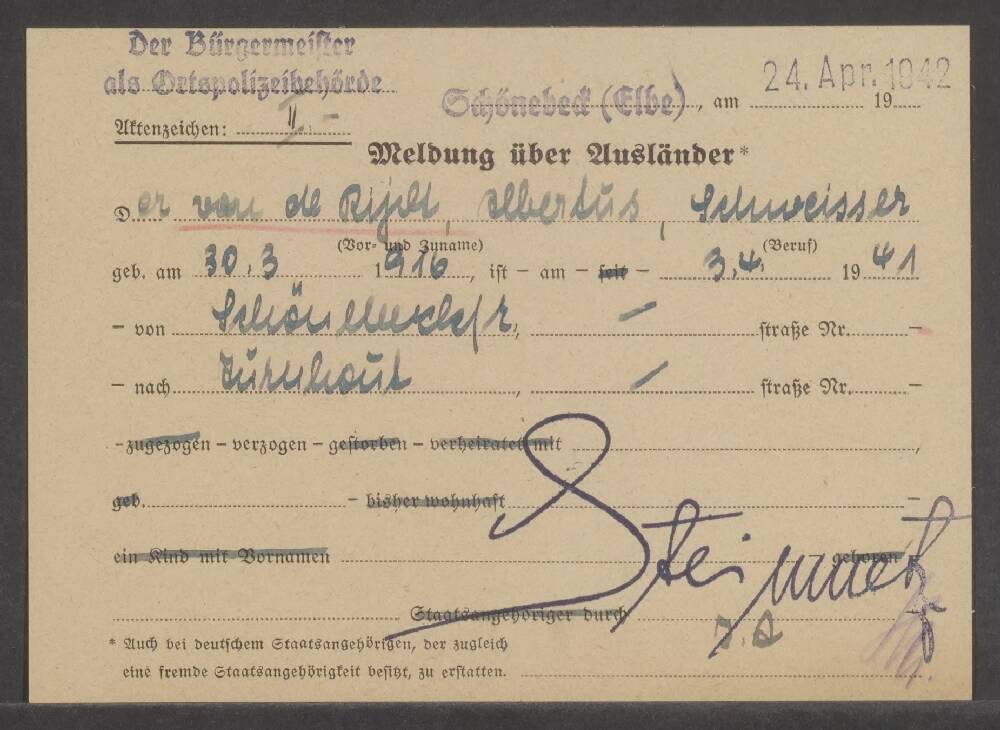 Der Bürgermeister
als Ortspolizeibehörde
Schönebeck (Elbe), am 24. Apr. 1942 19
Aktenzeichen: II.-
Meldung über Ausländer*
Der van de Rijdt, Albertus, Schweisser
(Vor- und Zuname) (Beruf)
geb. am 30.3 1916, ist - am - seit - 3.4. 1941
- von Schönebeck, - straße Nr. -
- nach Turnhout, - straße Nr. -
- zugezogen - verzogen - gestorben - verheiratet mit ,
geb. - bisher wohnhaft -
ein Kind mit Vornamen geboren,
Staatsangehöriger durch
Steinmetz
J.A.
* Auch bei deutschem Staatsangehörigen, der zugleich
eine fremde Staatsangehörigkeit besitzt, zu erstatten.